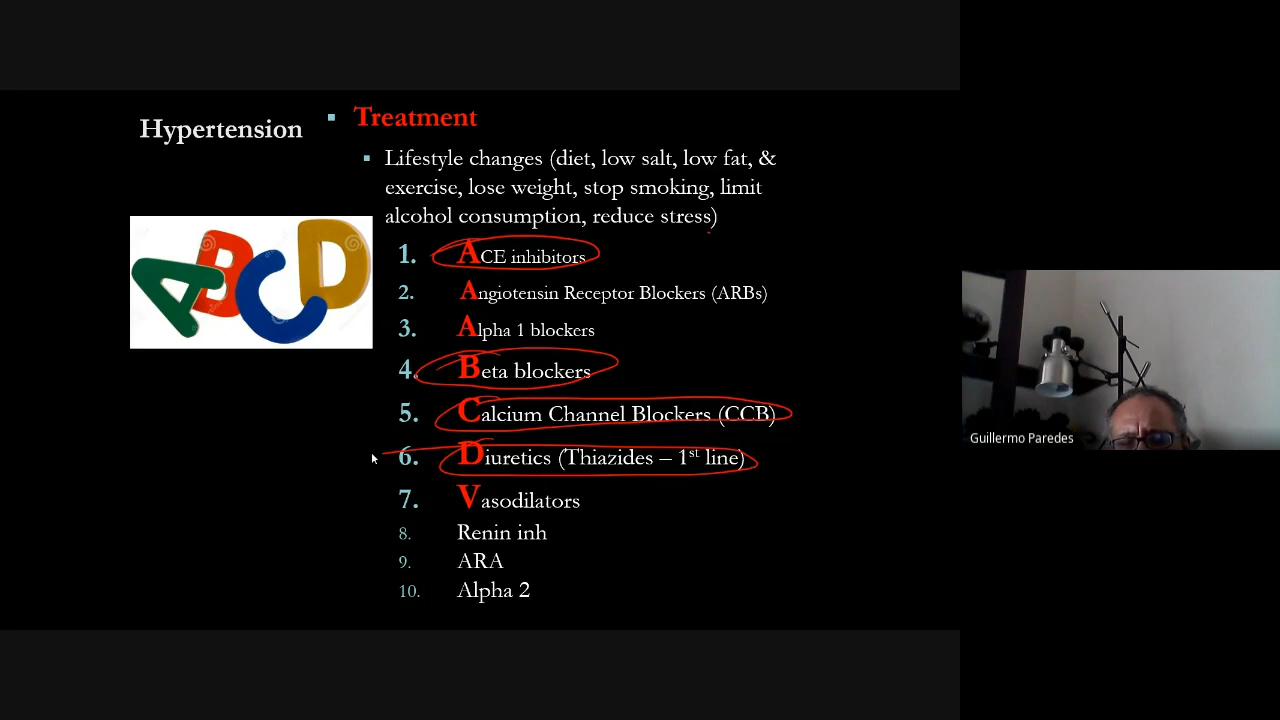 Hypertension
▪ Treatment
▪ Lifestyle changes (diet, low salt, low fat, &
exercise, lose weight, stop smoking, limit
alcohol consumption, reduce stress)
ABCD
1. ACE inhibitors
2. Angiotensin Receptor Blockers (ARBs)
3. Alpha 1 blockers
4. Beta blockers
5. Calcium Channel Blockers (CCB)
6. Diuretics (Thiazides – 1st line)
7. Vasodilators
8. Renin inh
9. ARA
10. Alpha 2
Guillermo Paredes